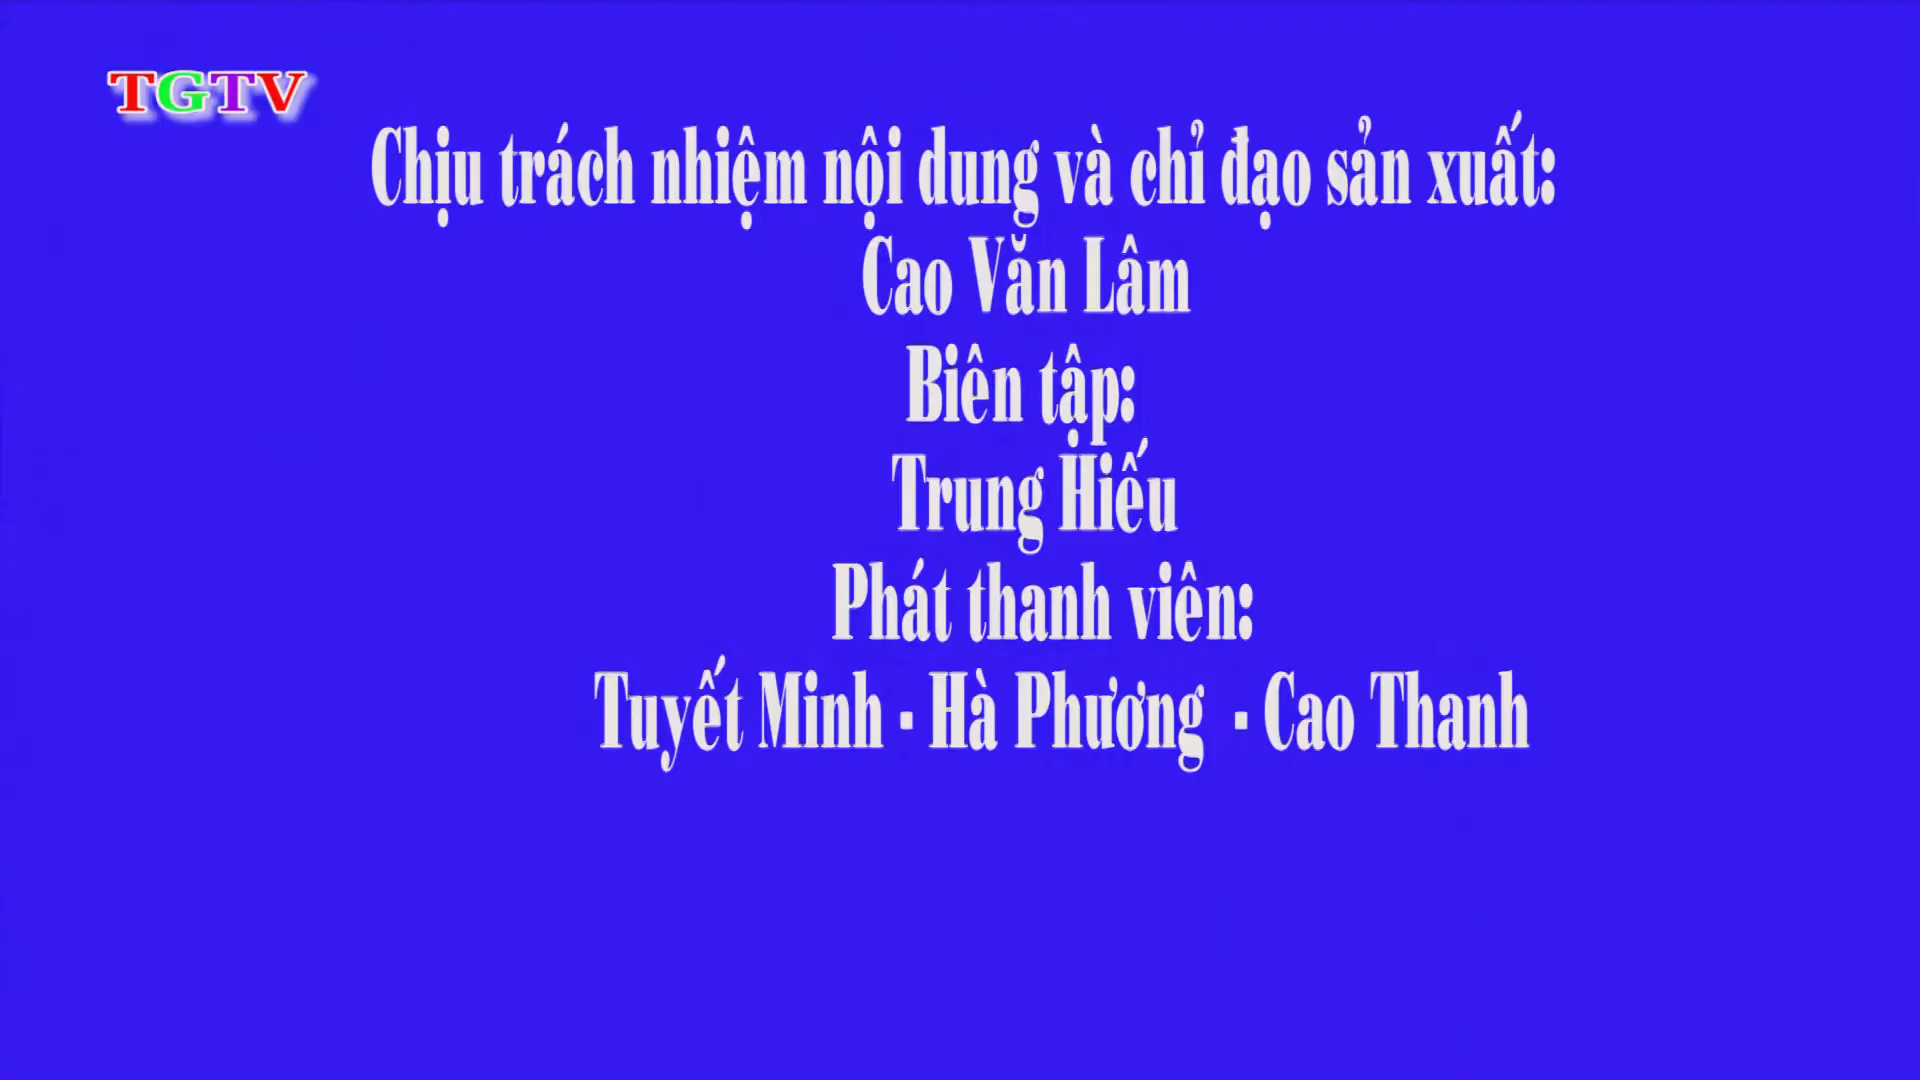 TGTV
Chịu trách nhiệm nội dung và chỉ đạo sản xuất:
Cao Văn Lâm
Biên tập:
Trung Hiếu
Phát thanh viên:
Tuyết Minh - Hà Phương - Cao Thanh